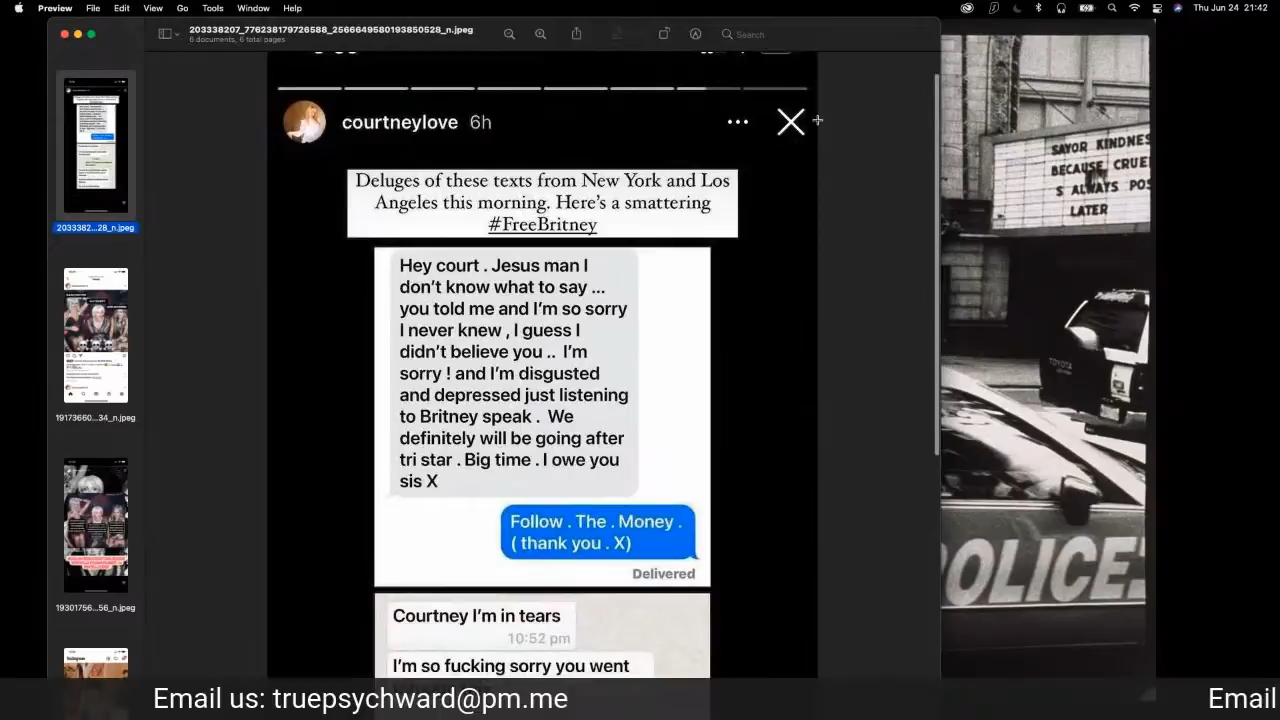 Preview File Edit View Go Tools Window Help
Thu Jun 24 21:42
203338207_776238179726588_2566649580193850528_n.jpeg
6 documents, 6 total pages
Search
courtneylove 6h
Deluges of these texts from New York and Los
Angeles this morning. Here's a smattering
#FreeBritney
Hey court . Jesus man I
don't know what to say ...
you told me and I'm so sorry
I never knew , I guess I
didn't believe you .. I'm
sorry ! and I'm disgusted
and depressed just listening
to Britney speak . We
definitely will be going after
tri star . Big time . I owe you
sis X
Follow . The . Money .
( thank you . X)
Delivered
Courtney I'm in tears
10:52 pm
I'm so fucking sorry you went
2033382...28_n.jpeg
19173660...34_n.jpeg
19301756...56_n.jpeg
Instagram
SAYOR KINDNES
BECAUSE CRUE
S ALWAYS POS
LATER
TOYOTA
OLICE
Email us: truepsychward@pm.me
Email